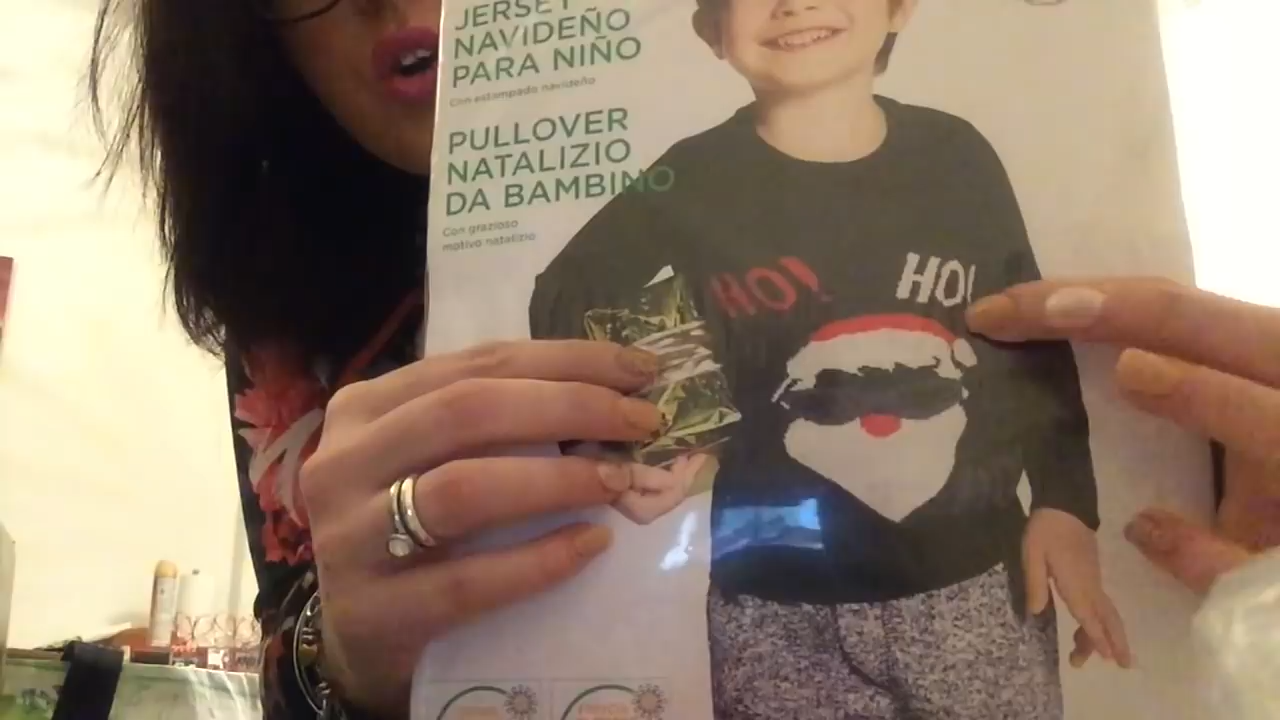 JERSEY
NAVIDEÑO
PARA NIÑO
Con estampado navideño
PULLOVER
NATALIZIO
DA BAMBINO
Con grazioso
motivo natalizio
HO! HO!